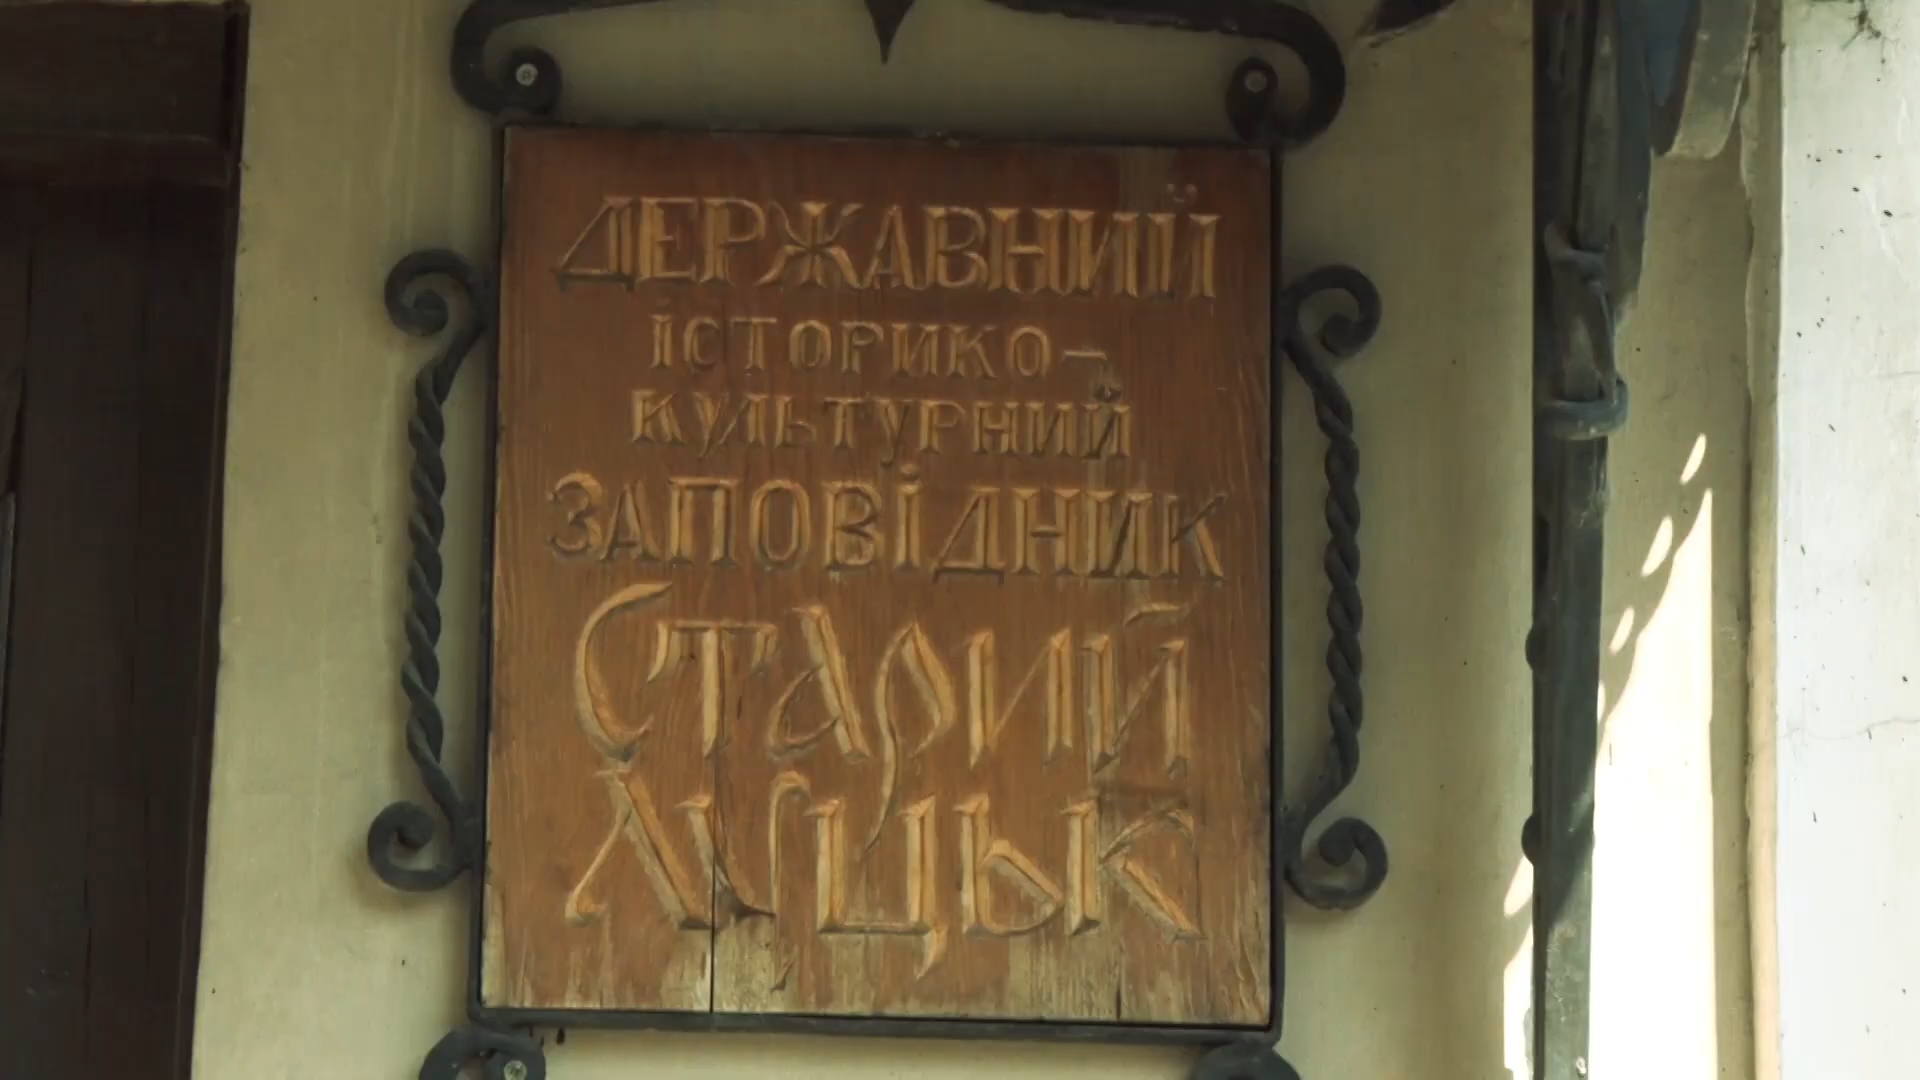 ДЕРЖАВНИЙ
ІСТОРИКО-
КУЛЬТУРНИЙ
ЗАПОВІДНИК
СТАРИЙ
ЛУЦЬК